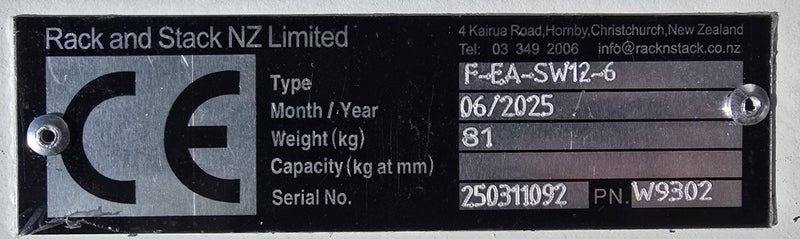 Rack and Stack NZ Limited
4 Kairua Road,Hornby,Christchurch,New Zealand
Tel: 03 349 2006 info@racknstack.co.nz
CE
Type F-EA-SW12-6
Month / Year 06/2025
Weight (kg) 81
Capacity (kg at mm)
Serial No. 250311092 PN. W9302